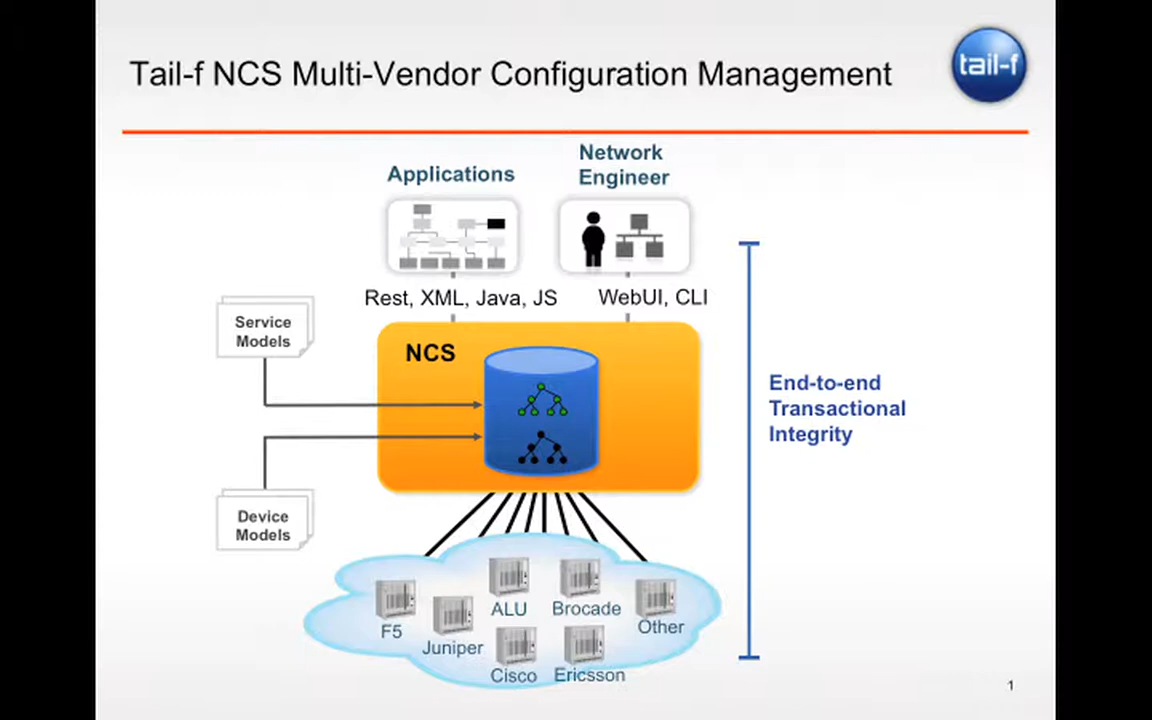 Tail-f NCS Multi-Vendor Configuration Management
tail-f
Applications
Network
Engineer
Rest, XML, Java, JS
WebUI, CLI
Service
Models
NCS
End-to-end
Transactional
Integrity
Device
Models
F5
Juniper
ALU
Brocade
Other
Cisco
Ericsson
1